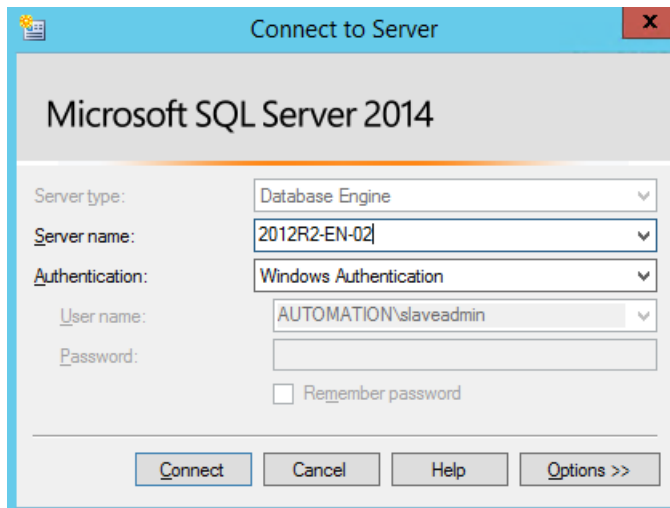 Connect to Server
x
Microsoft SQL Server 2014
Server type: Database Engine
Server name: 2012R2-EN-02
Authentication: Windows Authentication
User name: AUTOMATION\slaveadmin
Password:
Remember password
Connect Cancel Help Options >>